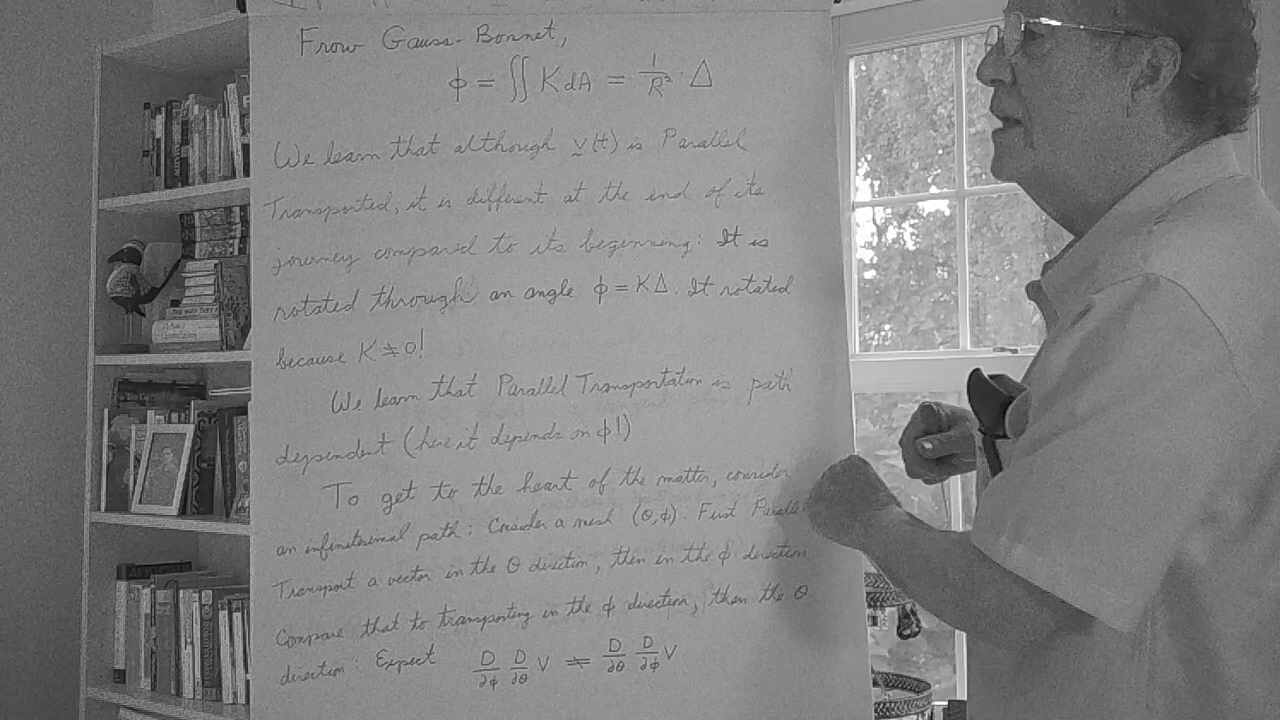 From Gauss-Bonnet,
ϕ = ∬ K dA = 1/R² · Δ
We learn that although v(t) is Parallel
Transported, it is different at the end of its
journey compared to its beginning: It is
rotated through an angle ϕ = KΔ. It rotated
because K ≠ 0!
We learn that Parallel Transportation is path
dependent (here it depends on ϕ!)
To get to the heart of the matter, consider
an infinitesimal path: Consider a mesh (θ,ϕ). First Parallel
Transport a vector in the θ direction, then in the ϕ direction
Compare that to transporting in the ϕ direction, then the θ
direction: Expect D/∂ϕ D/∂θ V ≠ D/∂θ D/∂ϕ V